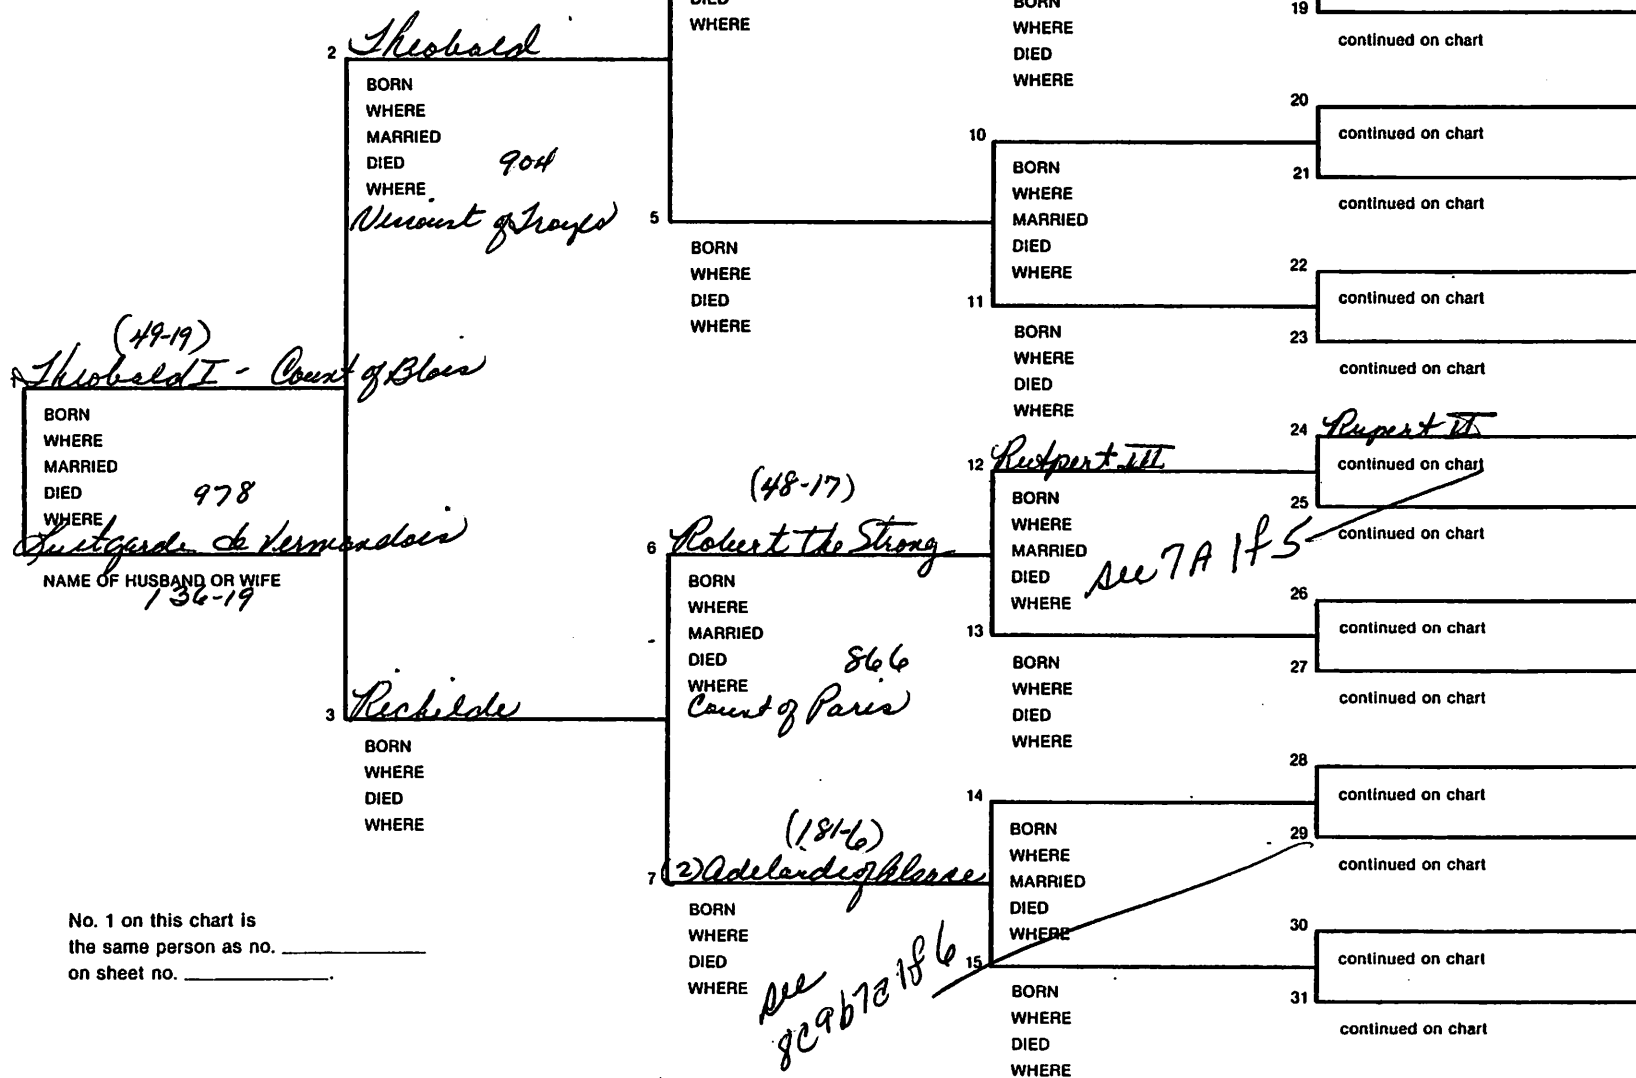 DIED
WHERE
BORN
WHERE
DIED
WHERE
19
continued on chart
2 Theobald
BORN
WHERE
MARRIED
DIED 904
WHERE
Viscount of Troyes
5
BORN
WHERE
DIED
WHERE
10
BORN
WHERE
MARRIED
DIED
WHERE
11
BORN
WHERE
DIED
WHERE
20
continued on chart
21
continued on chart
22
continued on chart
23
continued on chart
(49-19)
Theobald I - Count of Blois
BORN
WHERE
MARRIED
DIED 978
WHERE
Luitgarde de Vermandois
NAME OF HUSBAND OR WIFE
136-19
3 Richilde
BORN
WHERE
DIED
WHERE
(48-17)
6 Robert the Strong
BORN
WHERE
MARRIED
DIED 866
WHERE
Count of Paris
(181-6)
7 (2) Adelaide of Alsace
BORN
WHERE
DIED
WHERE
see
8C9b7C 1 of 6
12 Rutpert III
BORN
WHERE
MARRIED
DIED
WHERE
see 7A 1 of 5
13
BORN
WHERE
DIED
WHERE
14
BORN
WHERE
MARRIED
DIED
WHERE
15
BORN
WHERE
DIED
WHERE
24 Rupert II
continued on chart
25
continued on chart
26
continued on chart
27
continued on chart
28
continued on chart
29
continued on chart
30
continued on chart
31
continued on chart
No. 1 on this chart is
the same person as no.
on sheet no. .